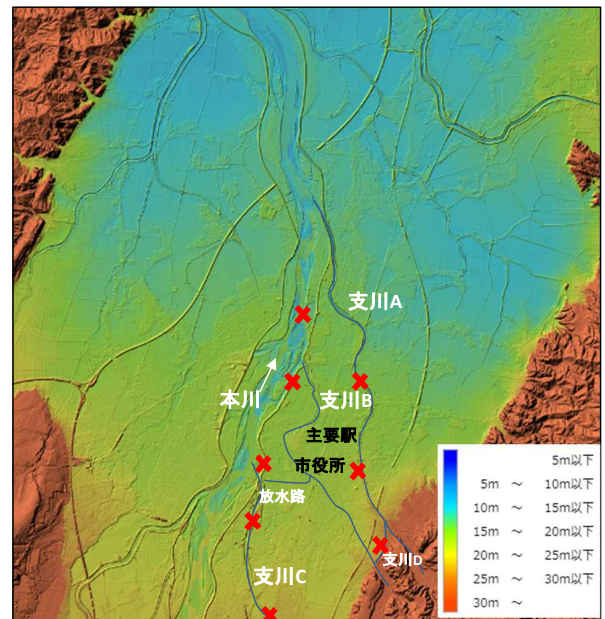 支川A
本川
支川B
主要駅
市役所
放水路
支川C
支川D
5m以下
5m ～ 10m以下
10m ～ 15m以下
15m ～ 20m以下
20m ～ 25m以下
25m ～ 30m以下
30m ～